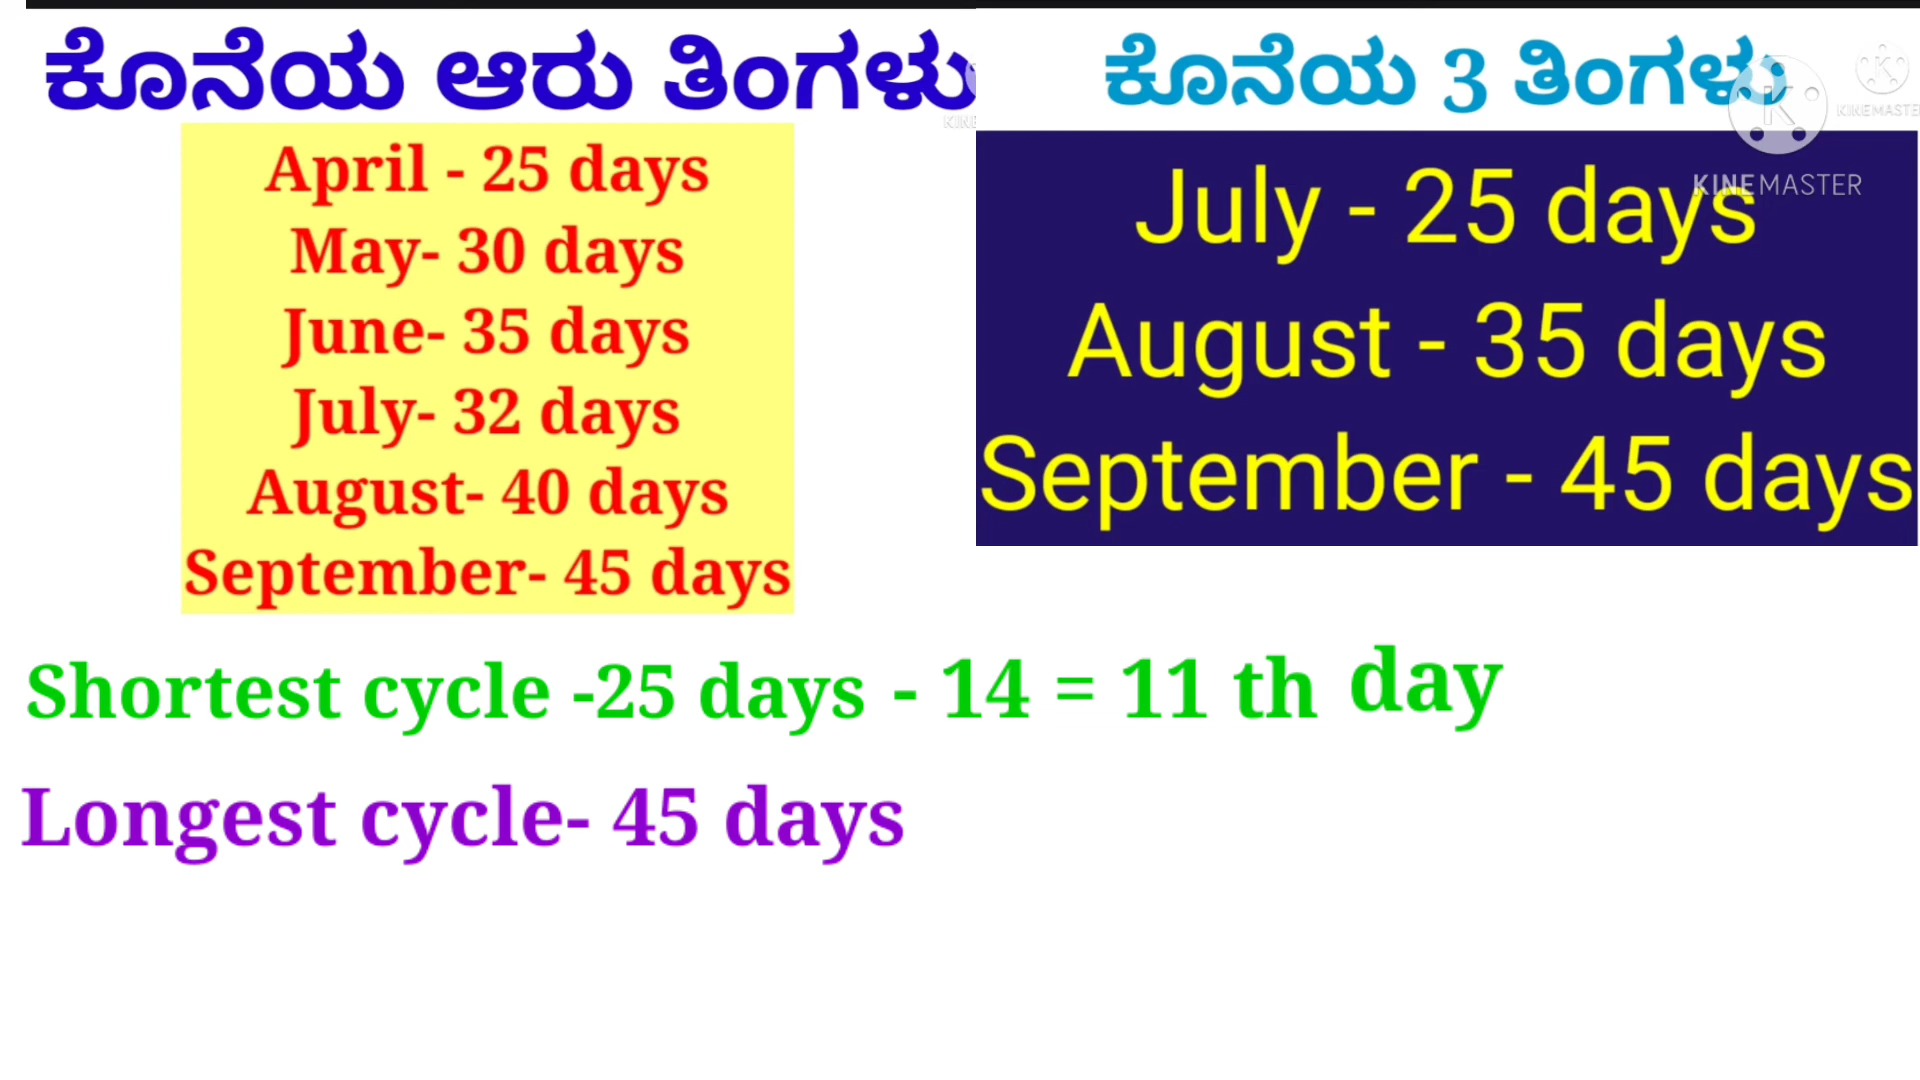 ಕೊನೆಯ ಆರು ತಿಂಗಳು
April - 25 days
May- 30 days
June- 35 days
July- 32 days
August- 40 days
September- 45 days
ಕೊನೆಯ 3 ತಿಂಗಳು
July - 25 days
August - 35 days
September - 45 days
KINEMASTER
KINEMASTER
Shortest cycle -25 days - 14 = 11 th day
Longest cycle- 45 days